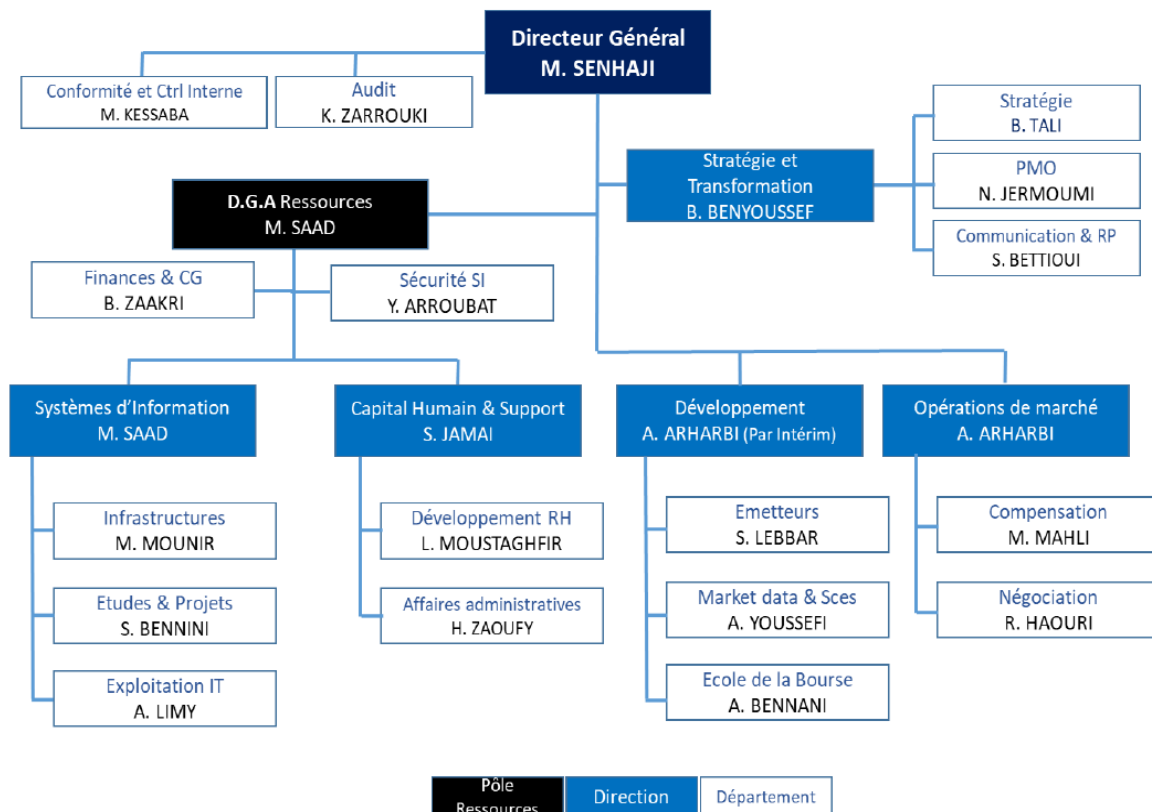 Directeur Général
M. SENHAJI
Conformité et Ctrl Interne
M. KESSABA
Audit
K. ZARROUKI
Stratégie
B. TALI
Stratégie et
Transformation
B. BENYOUSSEF
PMO
N. JERMOUMI
Communication & RP
S. BETTIOUI
D.G.A Ressources
M. SAAD
Finances & CG
B. ZAAKRI
Sécurité SI
Y. ARROUBAT
Systèmes d'Information
M. SAAD
Capital Humain & Support
S. JAMAI
Développement
A. ARHARBI (Par Intérim)
Opérations de marché
A. ARHARBI
Infrastructures
M. MOUNIR
Etudes & Projets
S. BENNINI
Exploitation IT
A. LIMY
Développement RH
L. MOUSTAGHFIR
Affaires administratives
H. ZAOUFY
Emetteurs
S. LEBBAR
Market data & Sces
A. YOUSSEFI
Ecole de la Bourse
A. BENNANI
Compensation
M. MAHLI
Négociation
R. HAOURI
Pôle
Ressources
Direction
Département